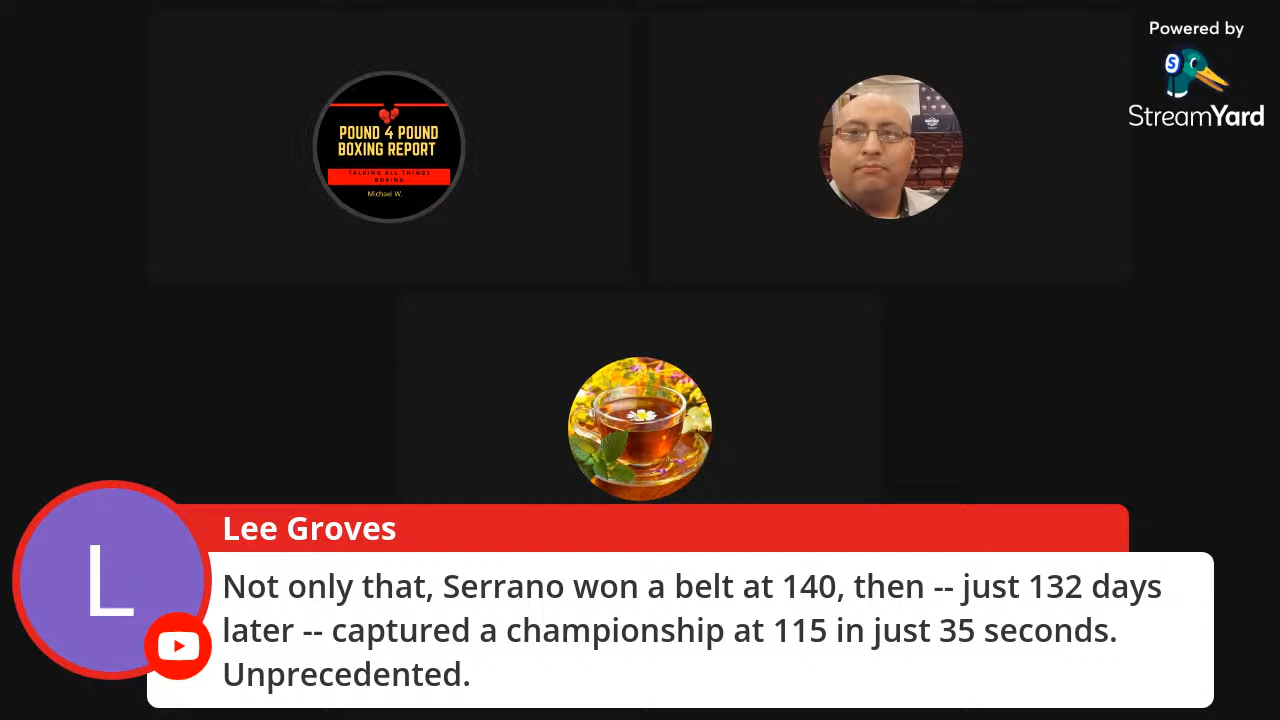 Powered by
S
StreamYard
POUND 4 POUND
BOXING REPORT
TALKING ALL THINGS
BOXING
Michael W.
L
Lee Groves
Not only that, Serrano won a belt at 140, then -- just 132 days
later -- captured a championship at 115 in just 35 seconds.
Unprecedented.